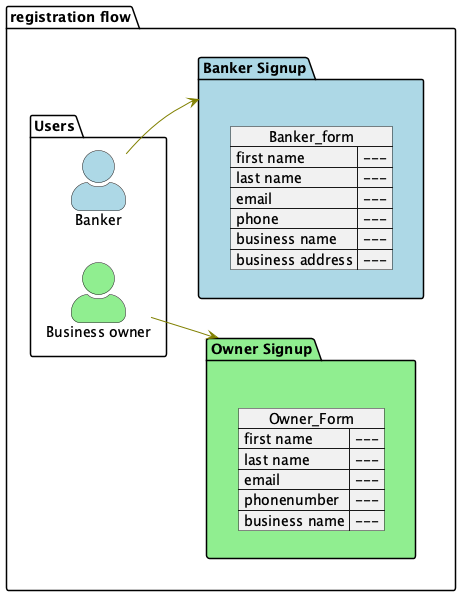 registration flow
Banker Signup
Users
Banker_form
first name ---
last name ---
email ---
phone ---
business name ---
business address ---
Banker
Business owner
Owner Signup
Owner_Form
first name ---
last name ---
email ---
phonenumber ---
business name ---